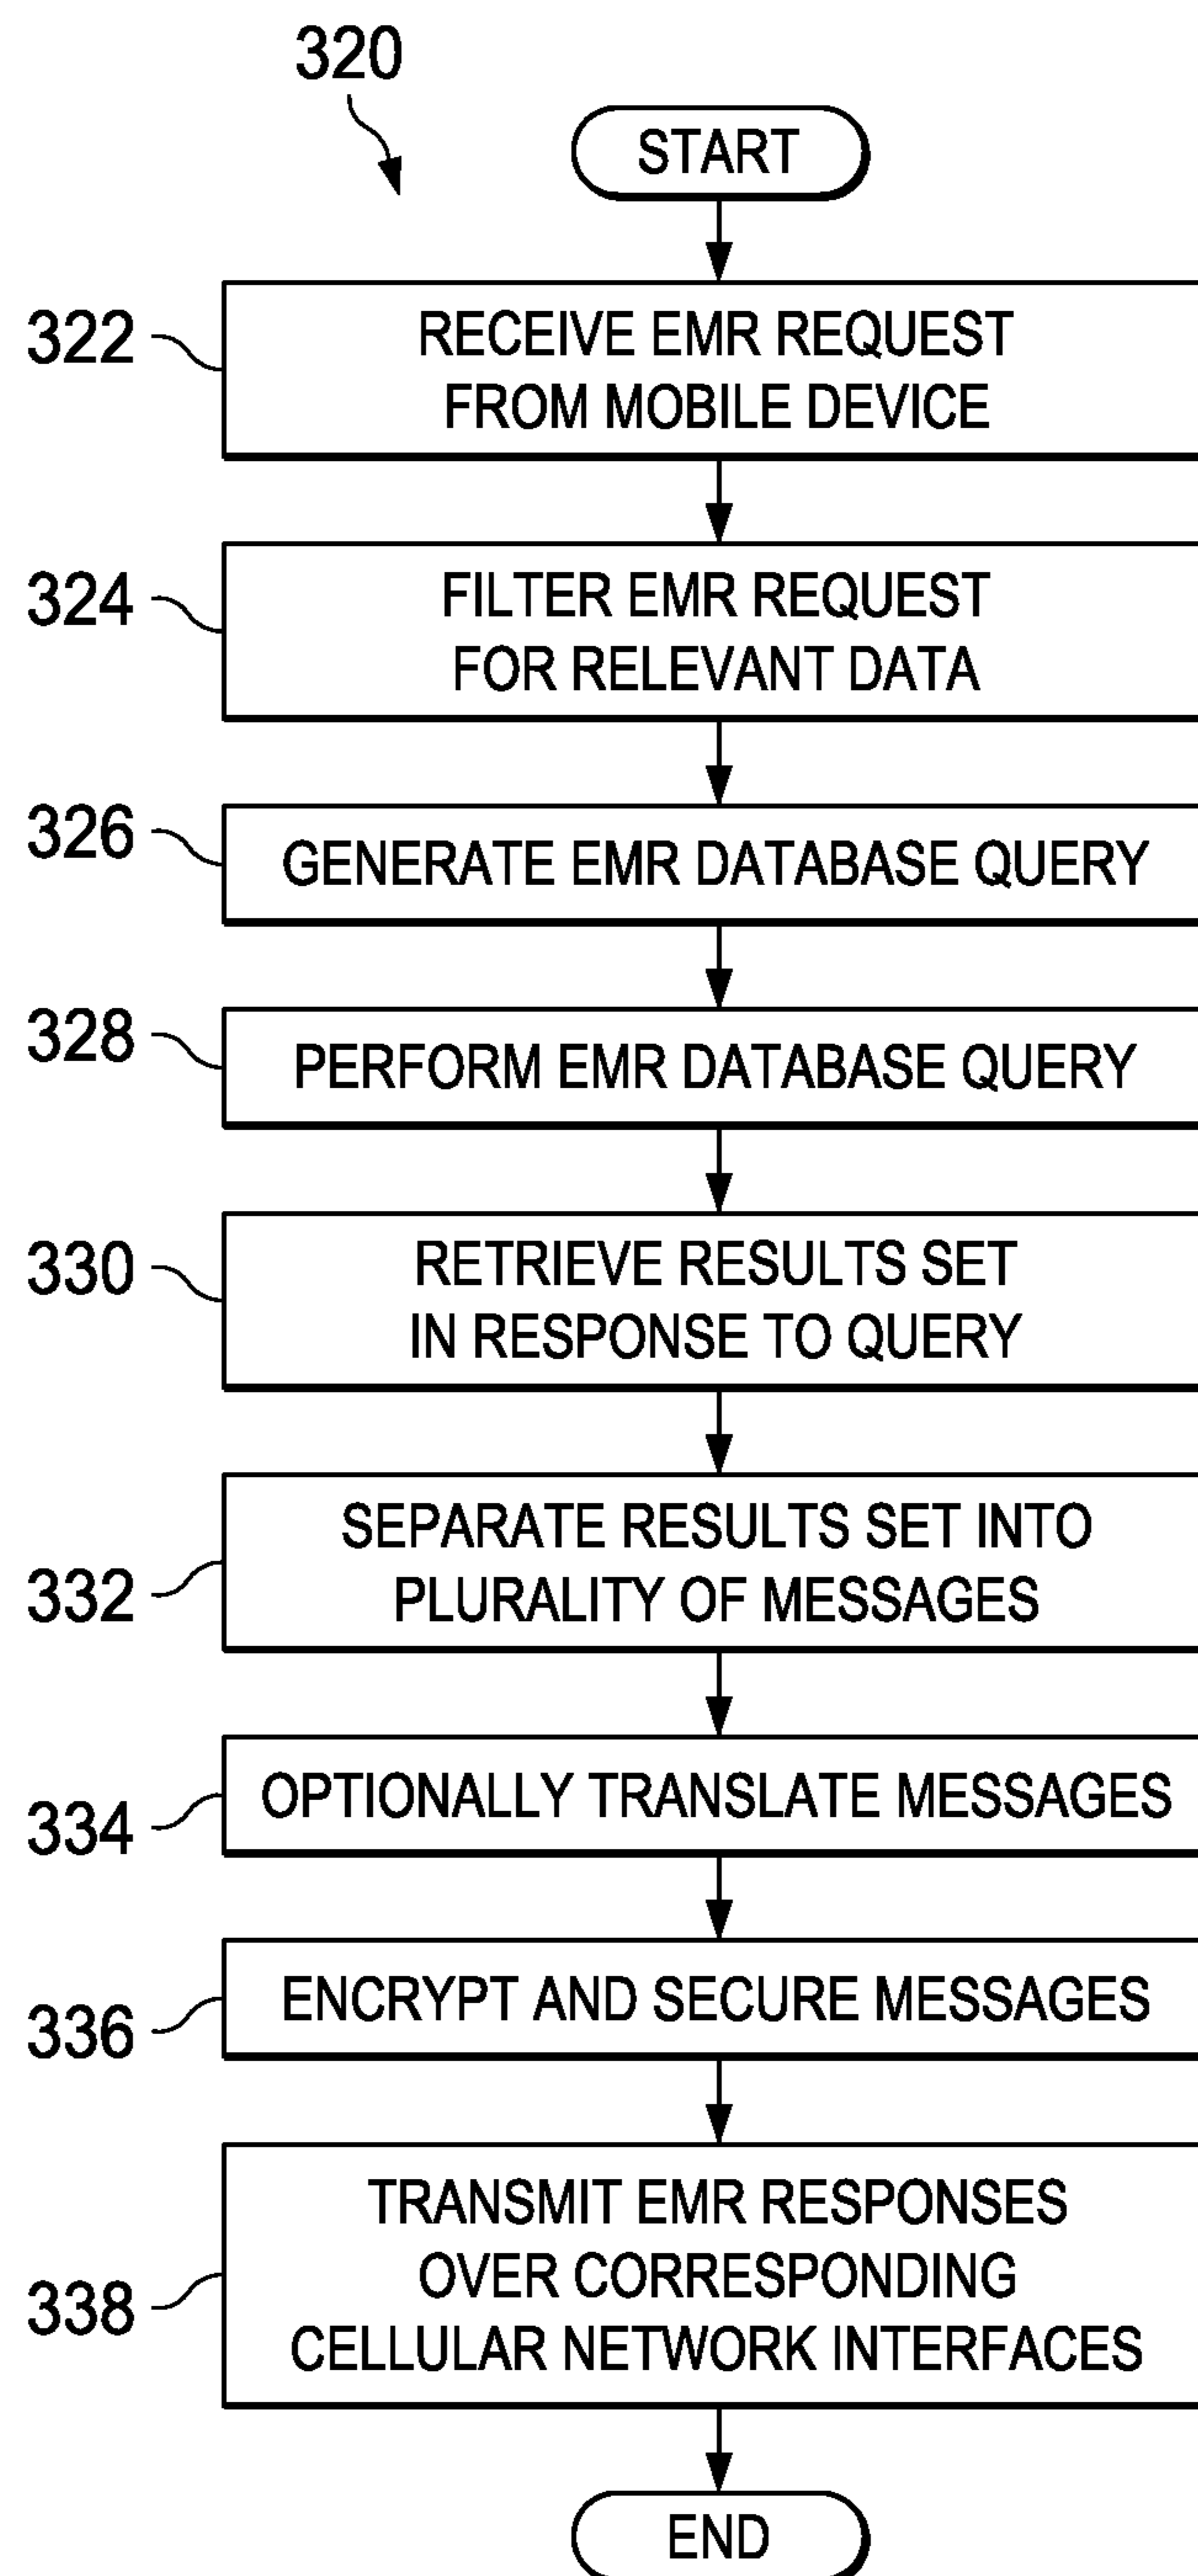 320
START
322
RECEIVE EMR REQUEST
FROM MOBILE DEVICE
324
FILTER EMR REQUEST
FOR RELEVANT DATA
326
GENERATE EMR DATABASE QUERY
328
PERFORM EMR DATABASE QUERY
330
RETRIEVE RESULTS SET
IN RESPONSE TO QUERY
332
SEPARATE RESULTS SET INTO
PLURALITY OF MESSAGES
334
OPTIONALLY TRANSLATE MESSAGES
336
ENCRYPT AND SECURE MESSAGES
338
TRANSMIT EMR RESPONSES
OVER CORRESPONDING
CELLULAR NETWORK INTERFACES
END